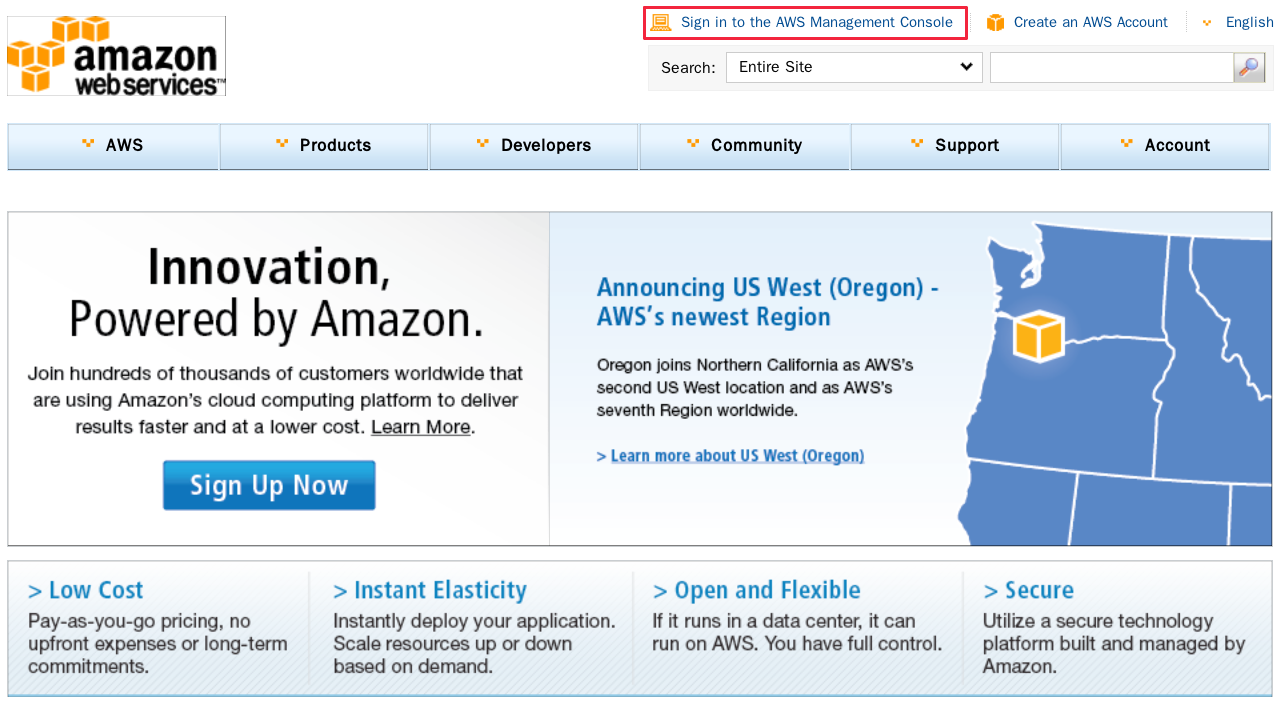 amazon
web services™
Sign in to the AWS Management Console
Create an AWS Account
English
Search:
Entire Site
AWS
Products
Developers
Community
Support
Account
Innovation,
Powered by Amazon.
Join hundreds of thousands of customers worldwide that
are using Amazon's cloud computing platform to deliver
results faster and at a lower cost. Learn More.
Sign Up Now
Announcing US West (Oregon) -
AWS's newest Region
Oregon joins Northern California as AWS's
second US West location and as AWS's
seventh Region worldwide.
> Learn more about US West (Oregon)
> Low Cost
Pay-as-you-go pricing, no
upfront expenses or long-term
commitments.
> Instant Elasticity
Instantly deploy your application.
Scale resources up or down
based on demand.
> Open and Flexible
If it runs in a data center, it can
run on AWS. You have full control.
> Secure
Utilize a secure technology
platform built and managed by
Amazon.